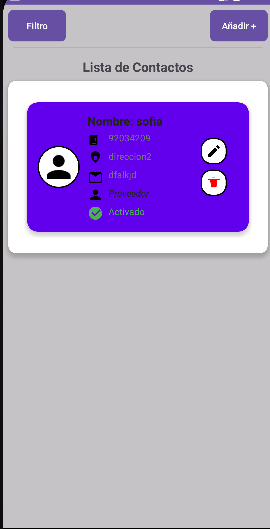 Filtro
Añadir +
Lista de Contactos
Nombre: sofia
92034209
direccion2
dfalkjd
Proveedor
Activado